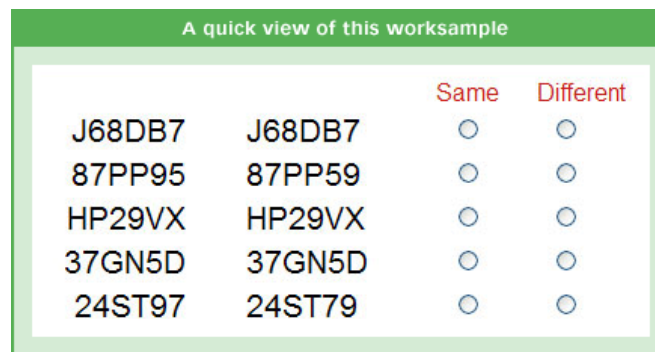 A quick view of this worksample
Same Different
J68DB7 J68DB7
87PP95 87PP59
HP29VX HP29VX
37GN5D 37GN5D
24ST97 24ST79